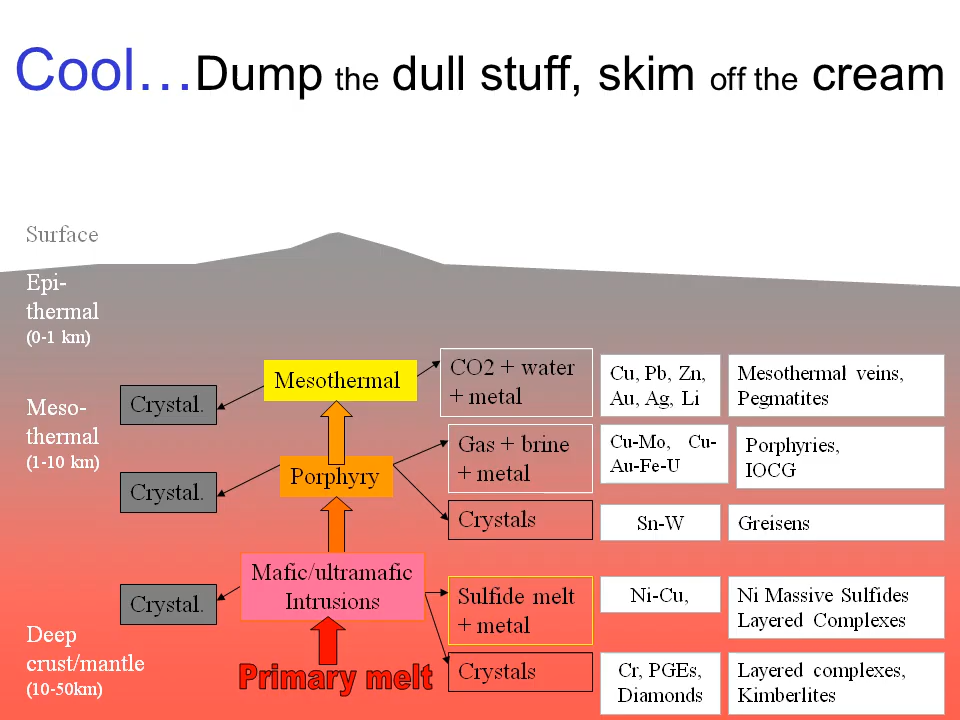 Cool…Dump the dull stuff, skim off the cream
Surface
Epi-
thermal
(0-1 km)
Meso-
thermal
(1-10 km)
Deep
crust/mantle
(10-50km)
Crystal.
Mesothermal
CO2 + water
+ metal
Cu, Pb, Zn,
Au, Ag, Li
Mesothermal veins,
Pegmatites
Crystal.
Porphyry
Gas + brine
+ metal
Cu-Mo, Cu-
Au-Fe-U
Porphyries,
IOCG
Crystals
Sn-W
Greisens
Crystal.
Mafic/ultramafic
Intrusions
Sulfide melt
+ metal
Ni-Cu,
Ni Massive Sulfides
Layered Complexes
Primary melt
Crystals
Cr, PGEs,
Diamonds
Layered complexes,
Kimberlites